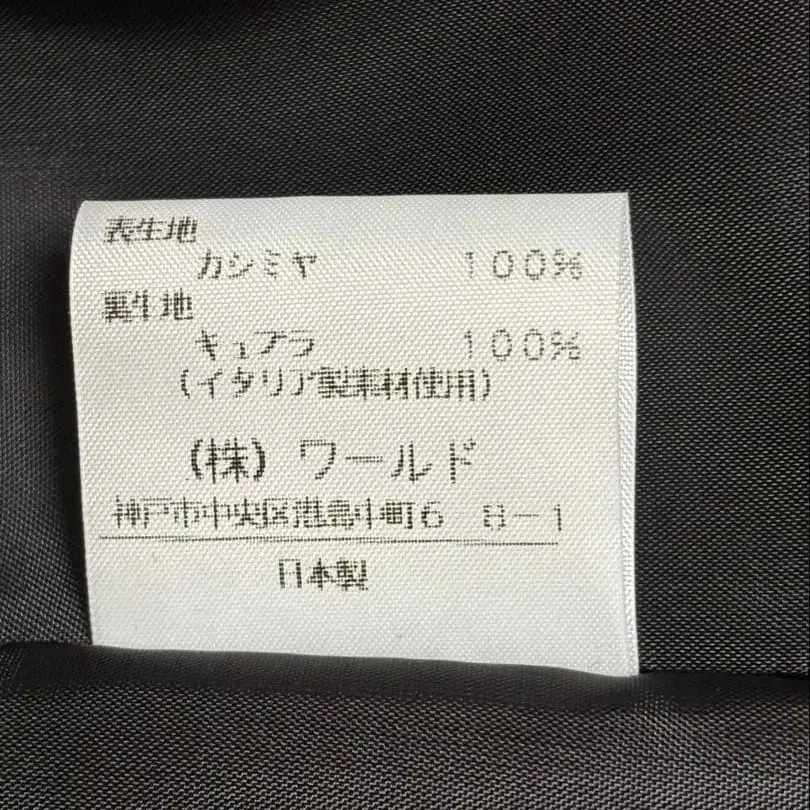 表生地
カシミヤ 100%
裏生地
キュプラ 100%
(イタリア製素材使用)
(株) ワールド
神戸市中央区港島中町6 8-1
日本製